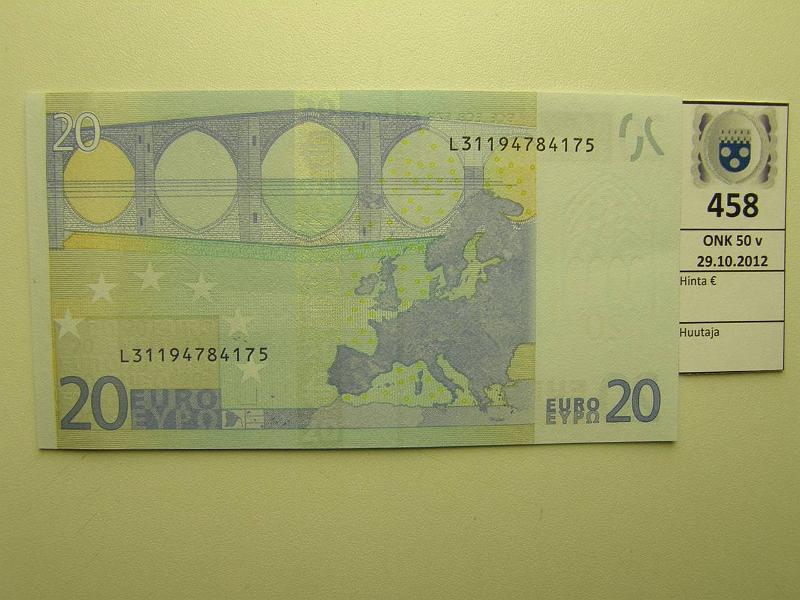 20
L31194784175
L31194784175
20 EURO
ΕΥΡΩ
EURO
ΕΥΡΩ 20
458
ONK 50 v
29.10.2012
Hinta €
Huutaja